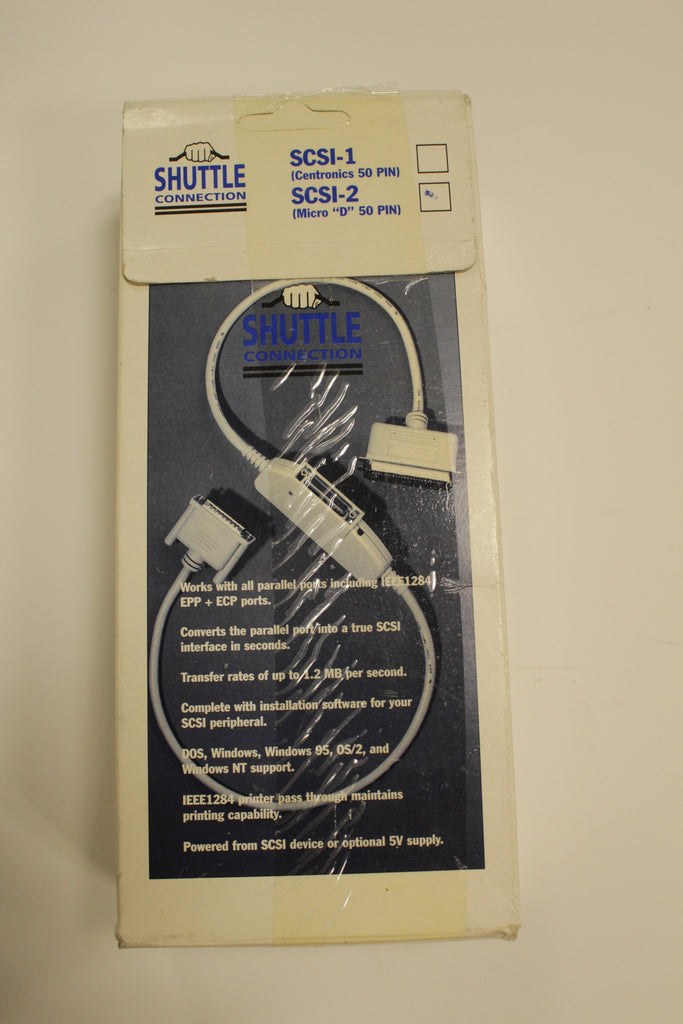 SHUTTLE
CONNECTION
SCSI-1
(Centronics 50 PIN)
SCSI-2
(Micro “D” 50 PIN)
SHUTTLE
CONNECTION
Works with all parallel ports including IEEE1284
EPP + ECP ports.
Converts the parallel port into a true SCSI
interface in seconds.
Transfer rates of up to 1.2 MB per second.
Complete with installation software for your
SCSI peripheral.
DOS, Windows, Windows 95, OS/2, and
Windows NT support.
IEEE1284 printer pass through maintains
printing capability.
Powered from SCSI device or optional 5V supply.